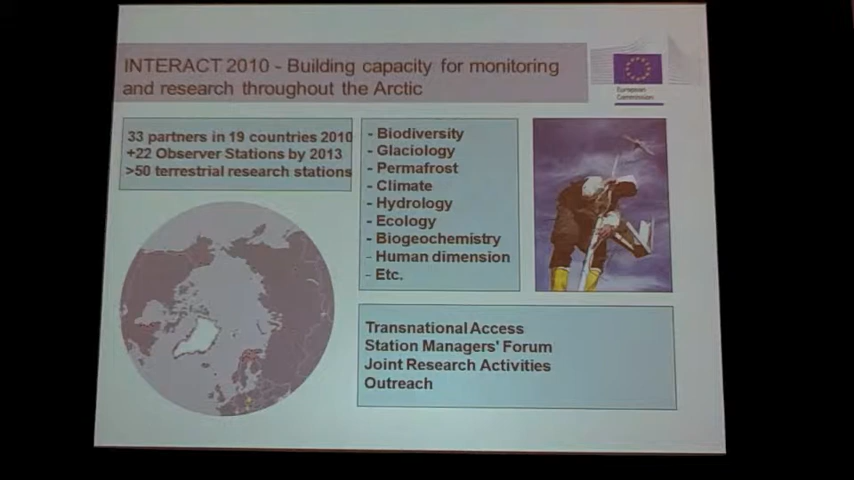 INTERACT 2010 - Building capacity for monitoring
and research throughout the Arctic
European
Commission
33 partners in 19 countries 2010
+22 Observer Stations by 2013
>50 terrestrial research stations
- Biodiversity
- Glaciology
- Permafrost
- Climate
- Hydrology
- Ecology
- Biogeochemistry
- Human dimension
- Etc.
Transnational Access
Station Managers' Forum
Joint Research Activities
Outreach